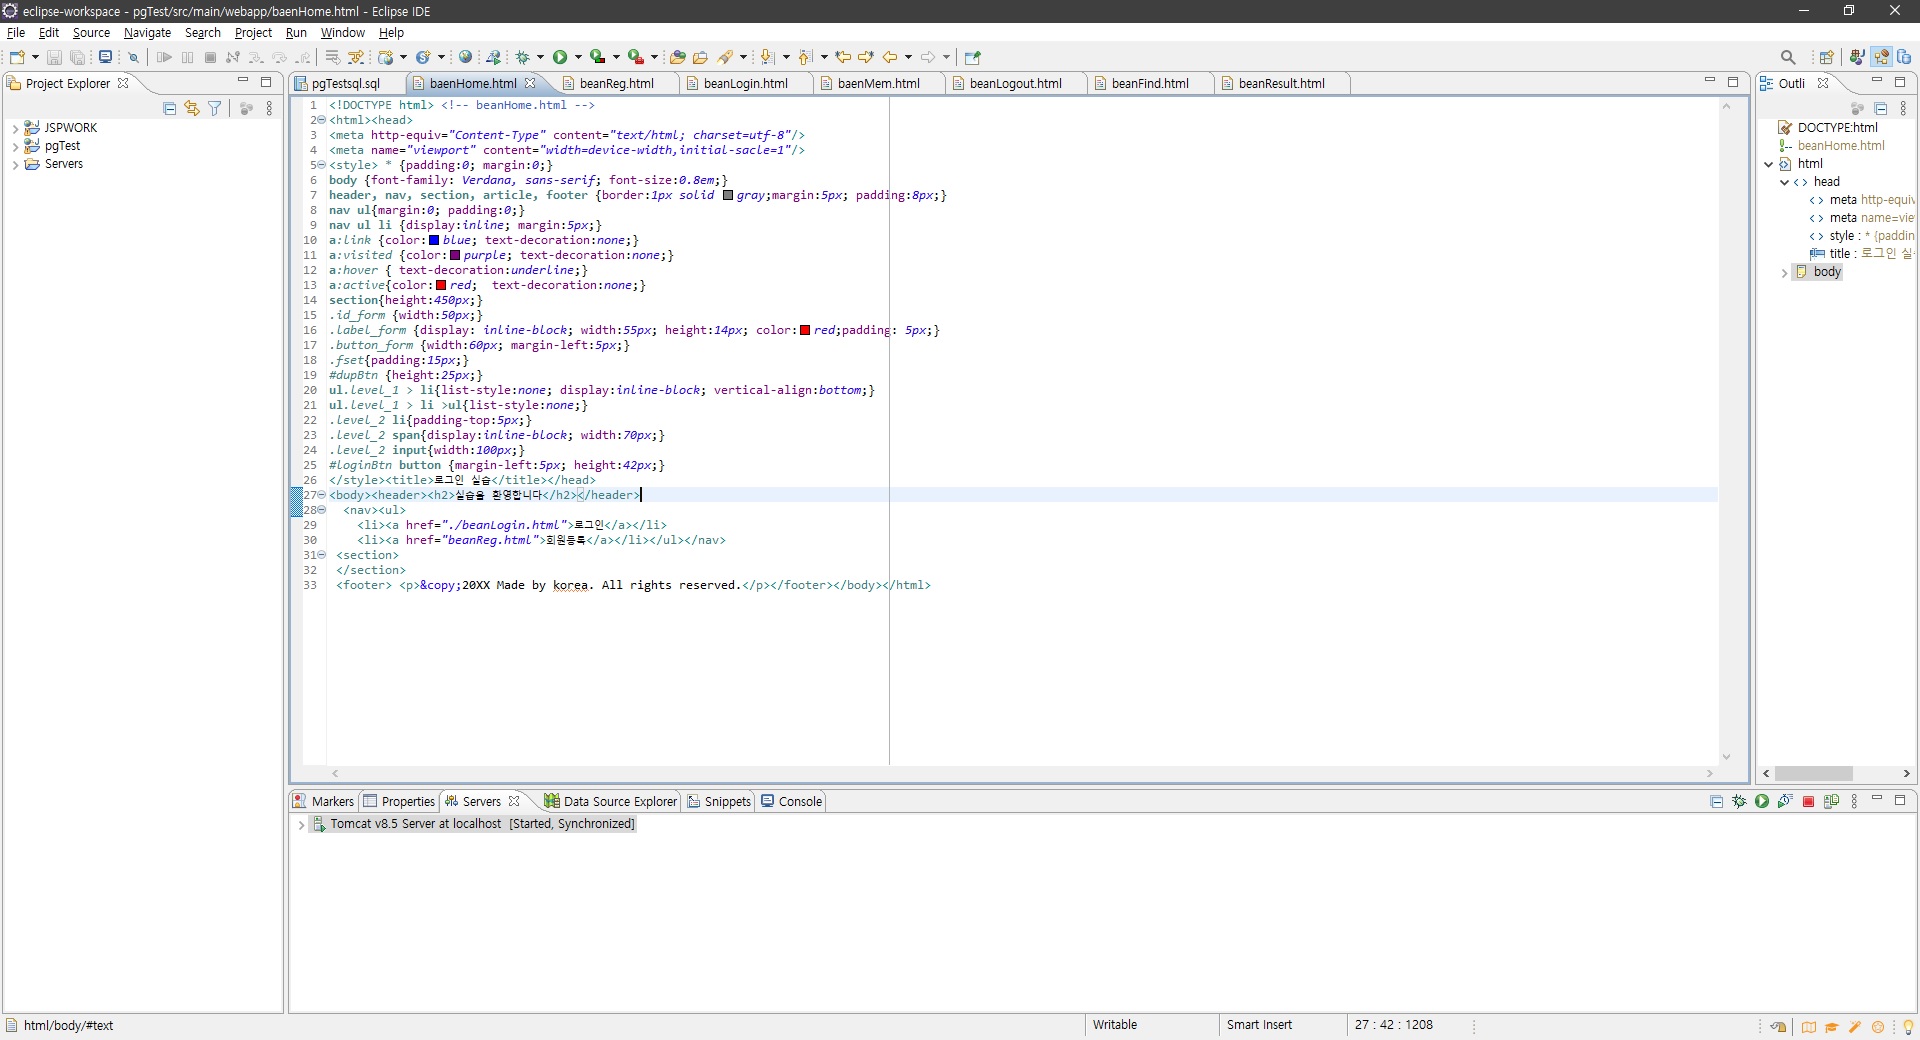 eclipse-workspace - pgTest/src/main/webapp/baenHome.html - Eclipse IDE
File Edit Source Navigate Search Project Run Window Help
Project Explorer
JSPWORK
pgTest
Servers
pgTestsql.sql baenHome.html beanReg.html beanLogin.html baenMem.html beanLogout.html beanFind.html beanResult.html
1 <!DOCTYPE html> <!-- beanHome.html -->
2 <html><head>
3 <meta http-equiv="Content-Type" content="text/html; charset=utf-8"/>
4 <meta name="viewport" content="width=device-width,initial-sacle=1"/>
5 <style> * {padding:0; margin:0;}
6 body {font-family: Verdana, sans-serif; font-size:0.8em;}
7 header, nav, section, article, footer {border:1px solid gray;margin:5px; padding:8px;}
8 nav ul{margin:0; padding:0;}
9 nav ul li {display:inline; margin:5px;}
10 a:link {color:blue; text-decoration:none;}
11 a:visited {color:purple; text-decoration:none;}
12 a:hover { text-decoration:underline;}
13 a:active{color:red;  text-decoration:none;}
14 section{height:450px;}
15 .id_form {width:50px;}
16 .label_form {display: inline-block; width:55px; height:14px; color:red;padding: 5px;}
17 .button_form {width:60px; margin-left:5px;}
18 .fset{padding:15px;}
19 #dupBtn {height:25px;}
20 ul.level_1 > li{list-style:none; display:inline-block; vertical-align:bottom;}
21 ul.level_1 > li >ul{list-style:none;}
22 .level_2 li{padding-top:5px;}
23 .level_2 span{display:inline-block; width:70px;}
24 .level_2 input{width:100px;}
25 #loginBtn button {margin-left:5px; height:42px;}
26 </style><title>로그인 실습</title></head>
27 <body><header><h2>실습을 환영합니다</h2></header>
28 <nav><ul>
29 <li><a href="./beanLogin.html">로그인</a></li>
30 <li><a href="beanReg.html">회원등록</a></li></ul></nav>
31 <section>
32 </section>
33 <footer> <p>&copy;20XX Made by korea. All rights reserved.</p></footer></body></html>
Outli
DOCTYPE:html
beanHome.html
html
head
meta http-equiv
meta name=vie
style : * {paddin
title : 로그인 실
body
Markers Properties Servers Data Source Explorer Snippets Console
Tomcat v8.5 Server at localhost [Started, Synchronized]
html/body/#text Writable Smart Insert 27 : 42 : 1208